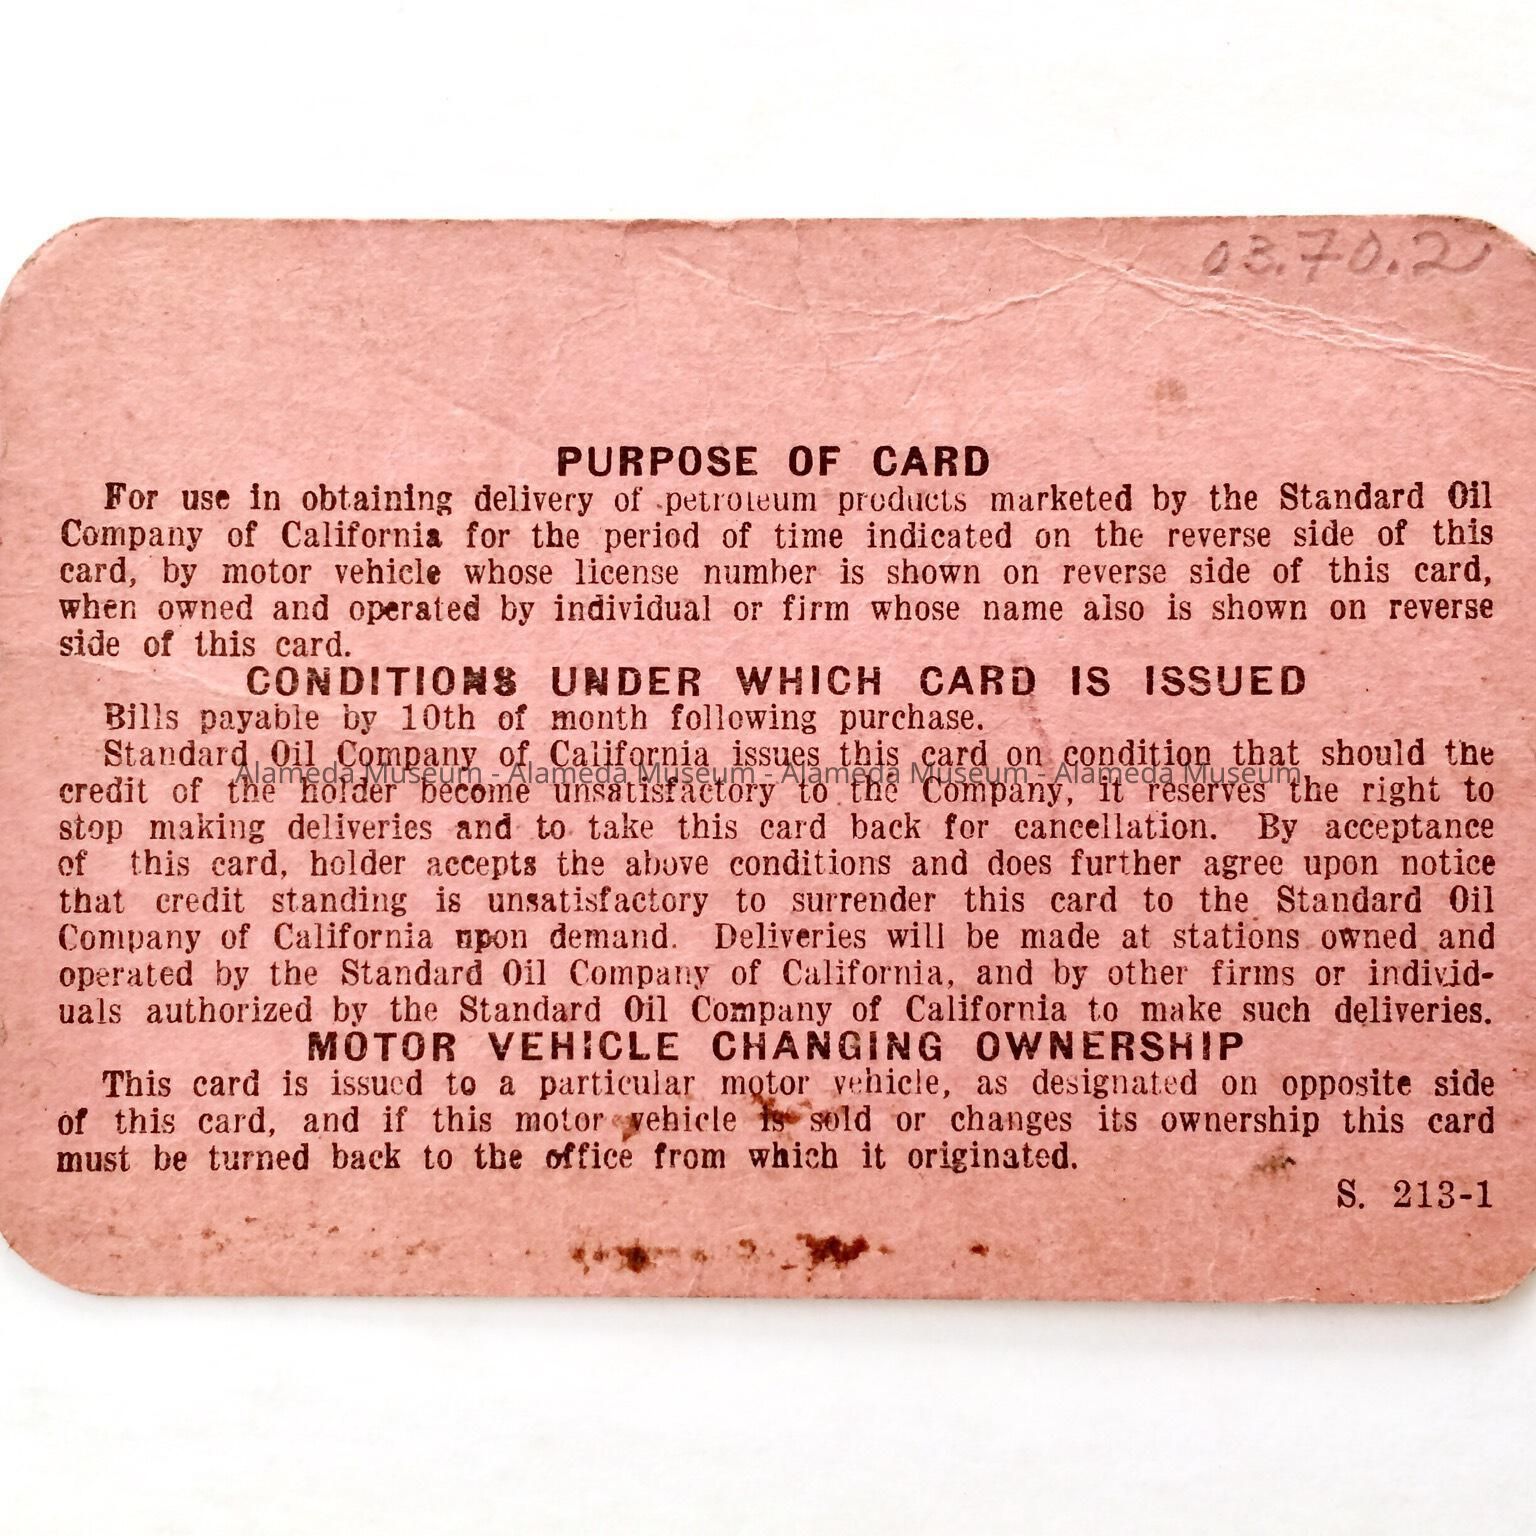 03.70.2
PURPOSE OF CARD
For use in obtaining delivery of petroleum products marketed by the Standard Oil
Company of California for the period of time indicated on the reverse side of this
card, by motor vehicle whose license number is shown on reverse side of this card,
when owned and operated by individual or firm whose name also is shown on reverse
side of this card.
CONDITIONS UNDER WHICH CARD IS ISSUED
Bills payable by 10th of month following purchase.
Standard Oil Company of California issues this card on condition that should the
Alameda Museum - Alameda Museum - Alameda Museum - Alameda Museum
credit of the holder become unsatisfactory to the Company, it reserves the right to
stop making deliveries and to take this card back for cancellation. By acceptance
of this card, holder accepts the above conditions and does further agree upon notice
that credit standing is unsatisfactory to surrender this card to the Standard Oil
Company of California upon demand. Deliveries will be made at stations owned and
operated by the Standard Oil Company of California, and by other firms or individ-
uals authorized by the Standard Oil Company of California to make such deliveries.
MOTOR VEHICLE CHANGING OWNERSHIP
This card is issued to a particular motor vehicle, as designated on opposite side
of this card, and if this motor vehicle is sold or changes its ownership this card
must be turned back to the office from which it originated.
S. 213-1